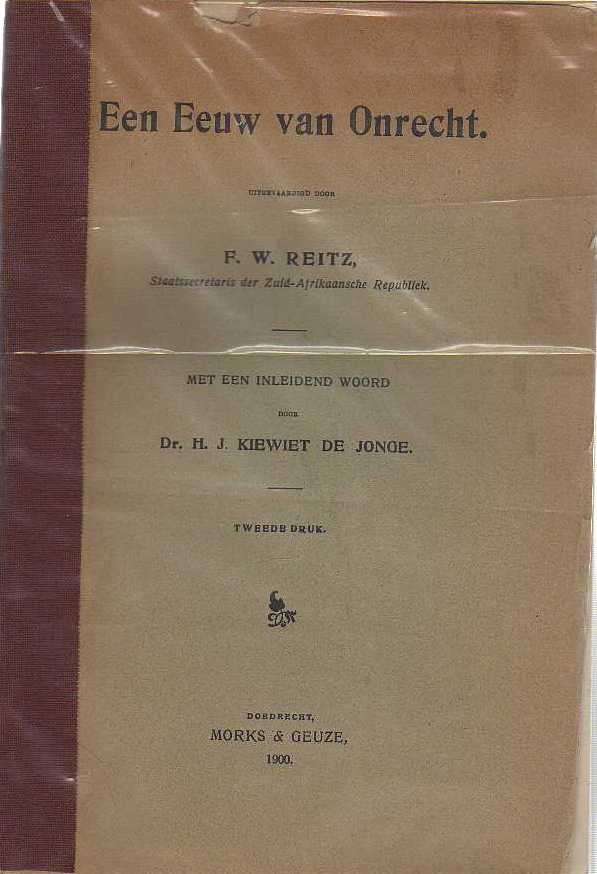 Een Eeuw van Onrecht.
UITGEVAARDIGD DOOR
F. W. REITZ,
Staatssecretaris der Zuid-Afrikaansche Republiek.
MET EEN INLEIDEND WOORD
DOOR
Dr. H. J. KIEWIET DE JONGE.
TWEEDE DRUK.
DORDRECHT,
MORKS & GEUZE,
1900.